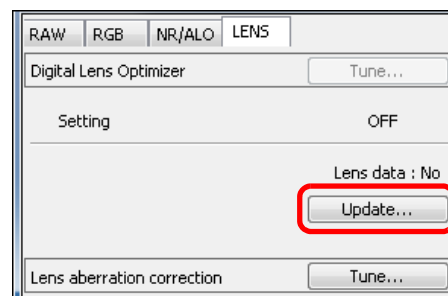 RAW RGB NR/ALO LENS
Digital Lens Optimizer Tune...
Setting OFF
Lens data : No
Update...
Lens aberration correction Tune...